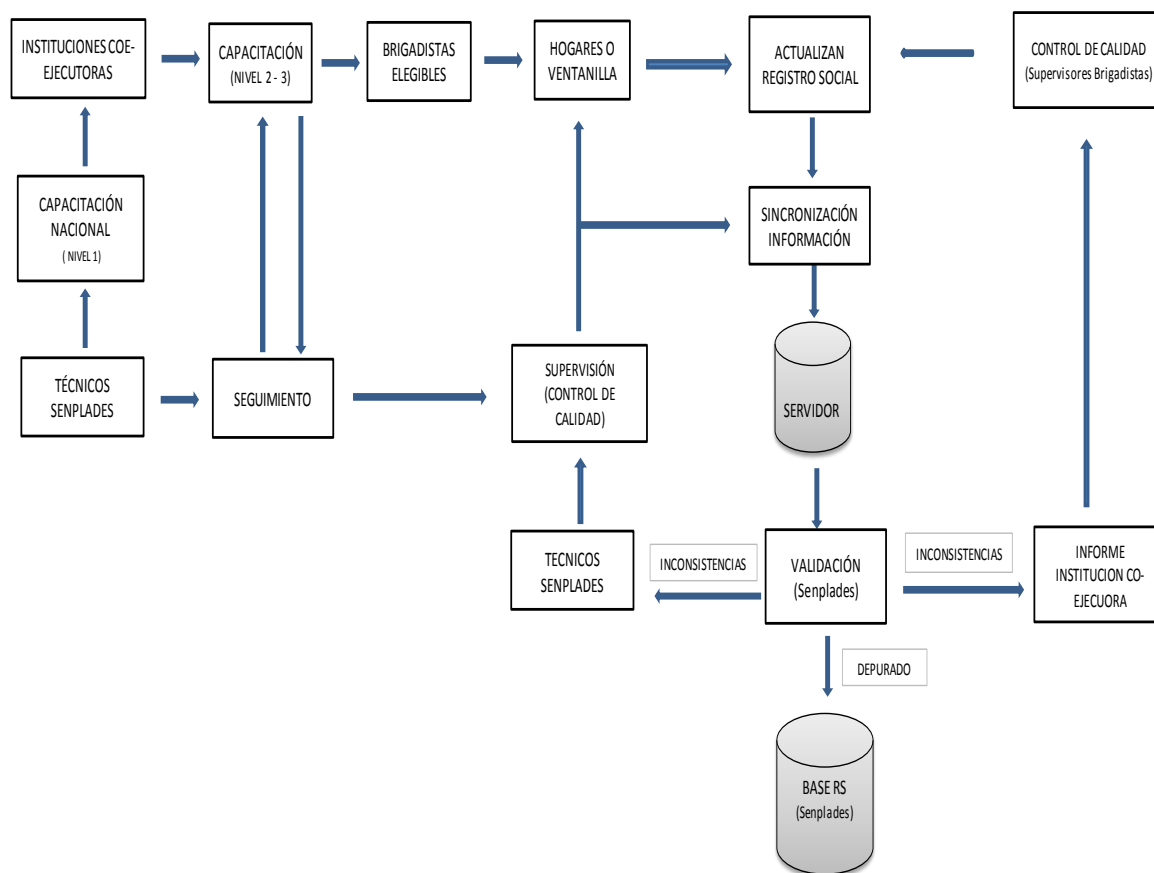 INSTITUCIONES COE-
EJECUTORAS
CAPACITACIÓN
(NIVEL 2 - 3)
BRIGADISTAS
ELEGIBLES
HOGARES O
VENTANILLA
ACTUALIZAN
REGISTRO SOCIAL
CONTROL DE CALIDAD
(Supervisores Brigadistas)
CAPACITACIÓN
NACIONAL
( NIVEL 1)
SINCRONIZACIÓN
INFORMACIÓN
TÉCNICOS
SENPLADES
SEGUIMIENTO
SUPERVISIÓN
(CONTROL DE
CALIDAD)
SERVIDOR
TECNICOS
SENPLADES
INCONSISTENCIAS
VALIDACIÓN
(Senplades)
INCONSISTENCIAS
INFORME
INSTITUCION CO-
EJECUORA
DEPURADO
BASE RS
(Senplades)